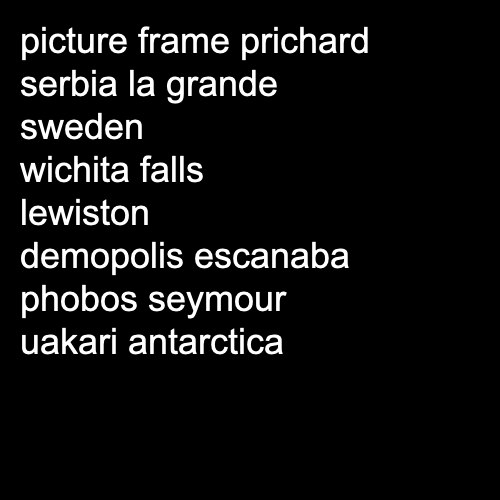 picture frame prichard
serbia la grande
sweden
wichita falls
lewiston
demopolis escanaba
phobos seymour
uakari antarctica